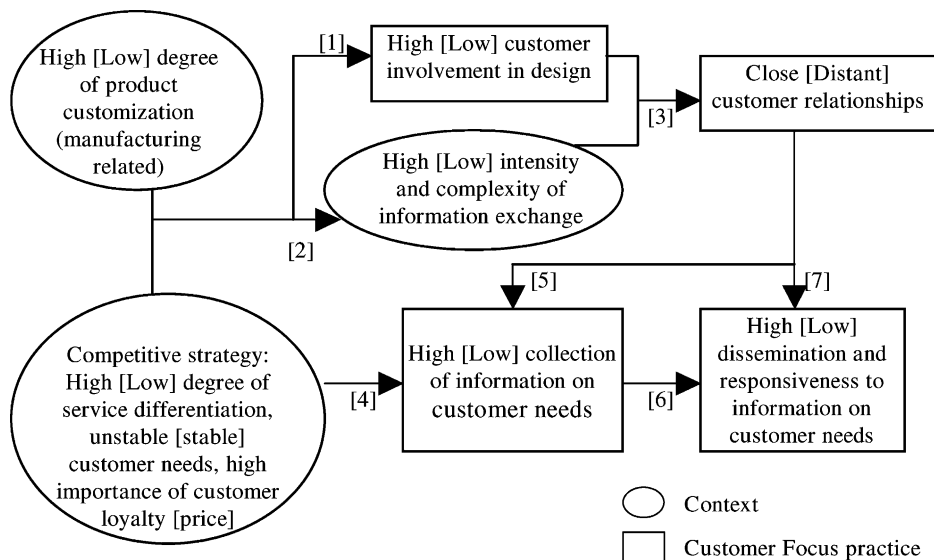 High [Low] degree
of product
customization
(manufacturing
related)
[1]
High [Low] customer
involvement in design
[3]
Close [Distant]
customer relationships
High [Low] intensity
and complexity of
information exchange
[2]
[5]
[7]
Competitive strategy:
High [Low] degree of
service differentiation,
unstable [stable]
customer needs, high
importance of customer
loyalty [price]
[4]
High [Low] collection
of information on
customer needs
[6]
High [Low]
dissemination and
responsiveness to
information on
customer needs
Context
Customer Focus practice